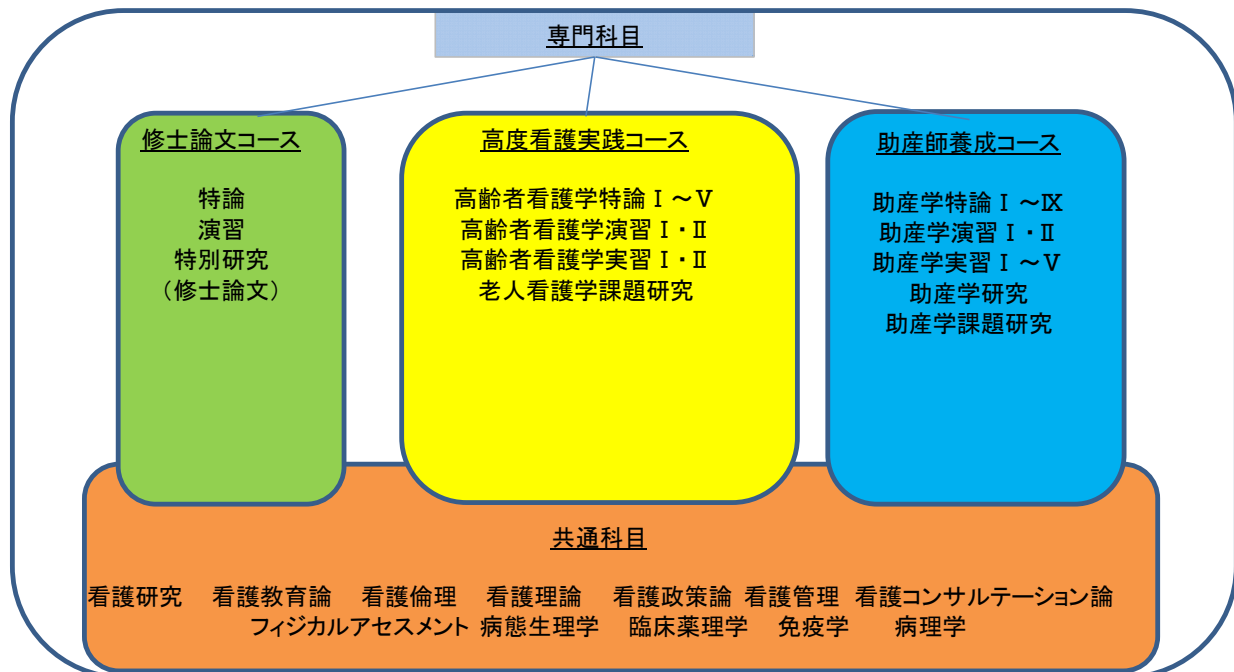 専門科目
修士論文コース
特論
演習
特別研究
（修士論文）
高度看護実践コース
高齢者看護学特論Ⅰ～Ⅴ
高齢者看護学演習Ⅰ・Ⅱ
高齢者看護学実習Ⅰ・Ⅱ
老人看護学課題研究
助産師養成コース
助産学特論Ⅰ～Ⅸ
助産学演習Ⅰ・Ⅱ
助産学実習Ⅰ～Ⅴ
助産学研究
助産学課題研究
共通科目
看護研究 看護教育論 看護倫理 看護理論 看護政策論 看護管理 看護コンサルテーション論
フィジカルアセスメント 病態生理学 臨床薬理学 免疫学 病理学